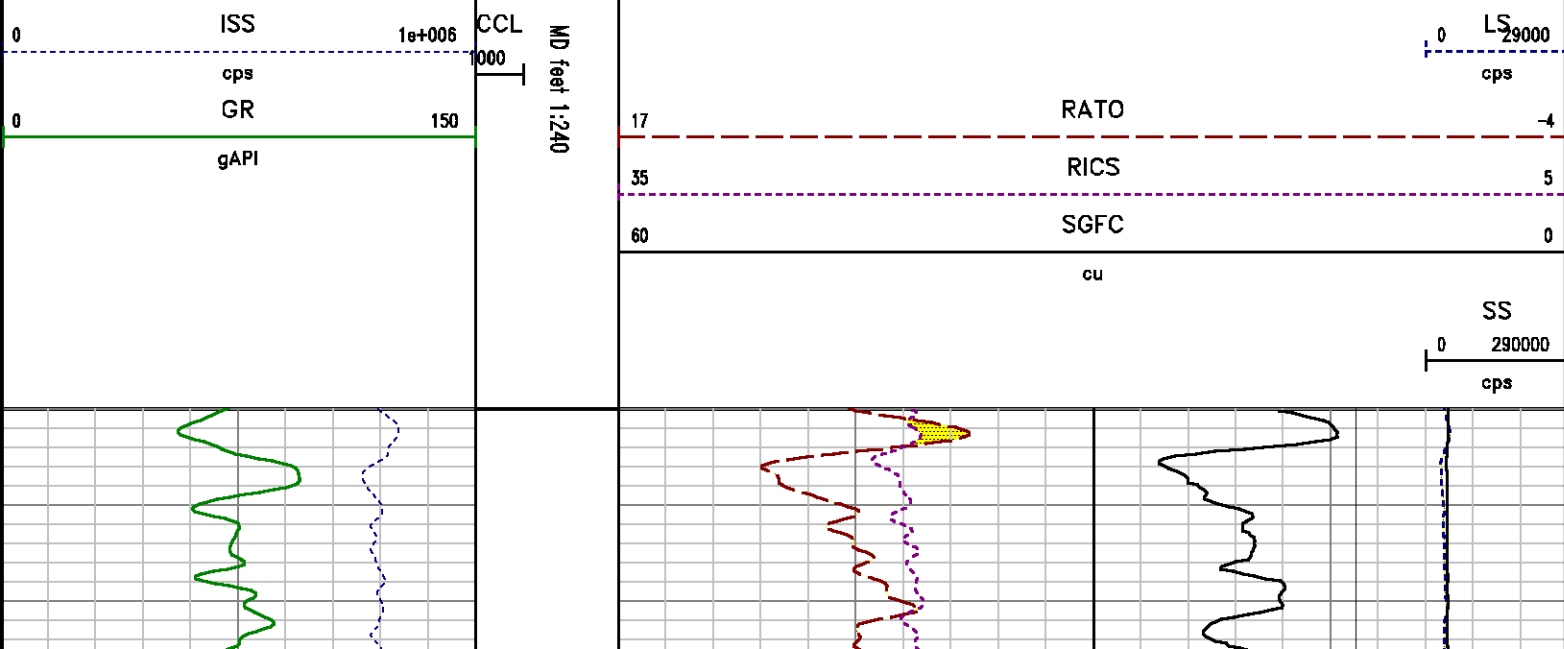 ISS
0 1e+006
cps
GR
0 150
gAPI
CCL
1000
MD feet 1:240
LS
0 29000
cps
RATO
17 -4
RICS
35 5
SGFC
60 0
cu
SS
0 290000
cps